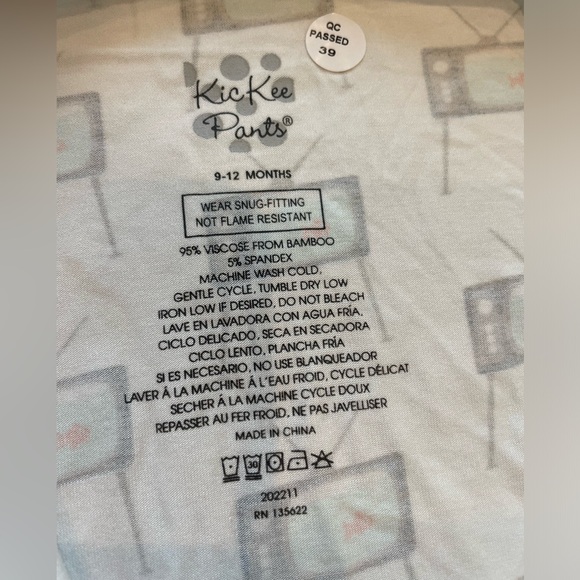 QC
PASSED
39
KicKee
Pants®
9-12 MONTHS
WEAR SNUG-FITTING
NOT FLAME RESISTANT
95% VISCOSE FROM BAMBOO
5% SPANDEX
MACHINE WASH COLD,
GENTLE CYCLE, TUMBLE DRY LOW
IRON LOW IF DESIRED, DO NOT BLEACH
LAVE EN LAVADORA CON AGUA FRÍA,
CICLO DELICADO, SECA EN SECADORA
CICLO LENTO, PLANCHA FRÍA
SI ES NECESARIO, NO USE BLANQUEADOR
LAVER Á LA MACHINE Á L'EAU FROID, CYCLE DÉLICAT
SECHER Á LA MACHINE CYCLE DOUX
REPASSER AU FER FROID. NE PAS JAVELLISER
MADE IN CHINA
30
202211
RN 135622